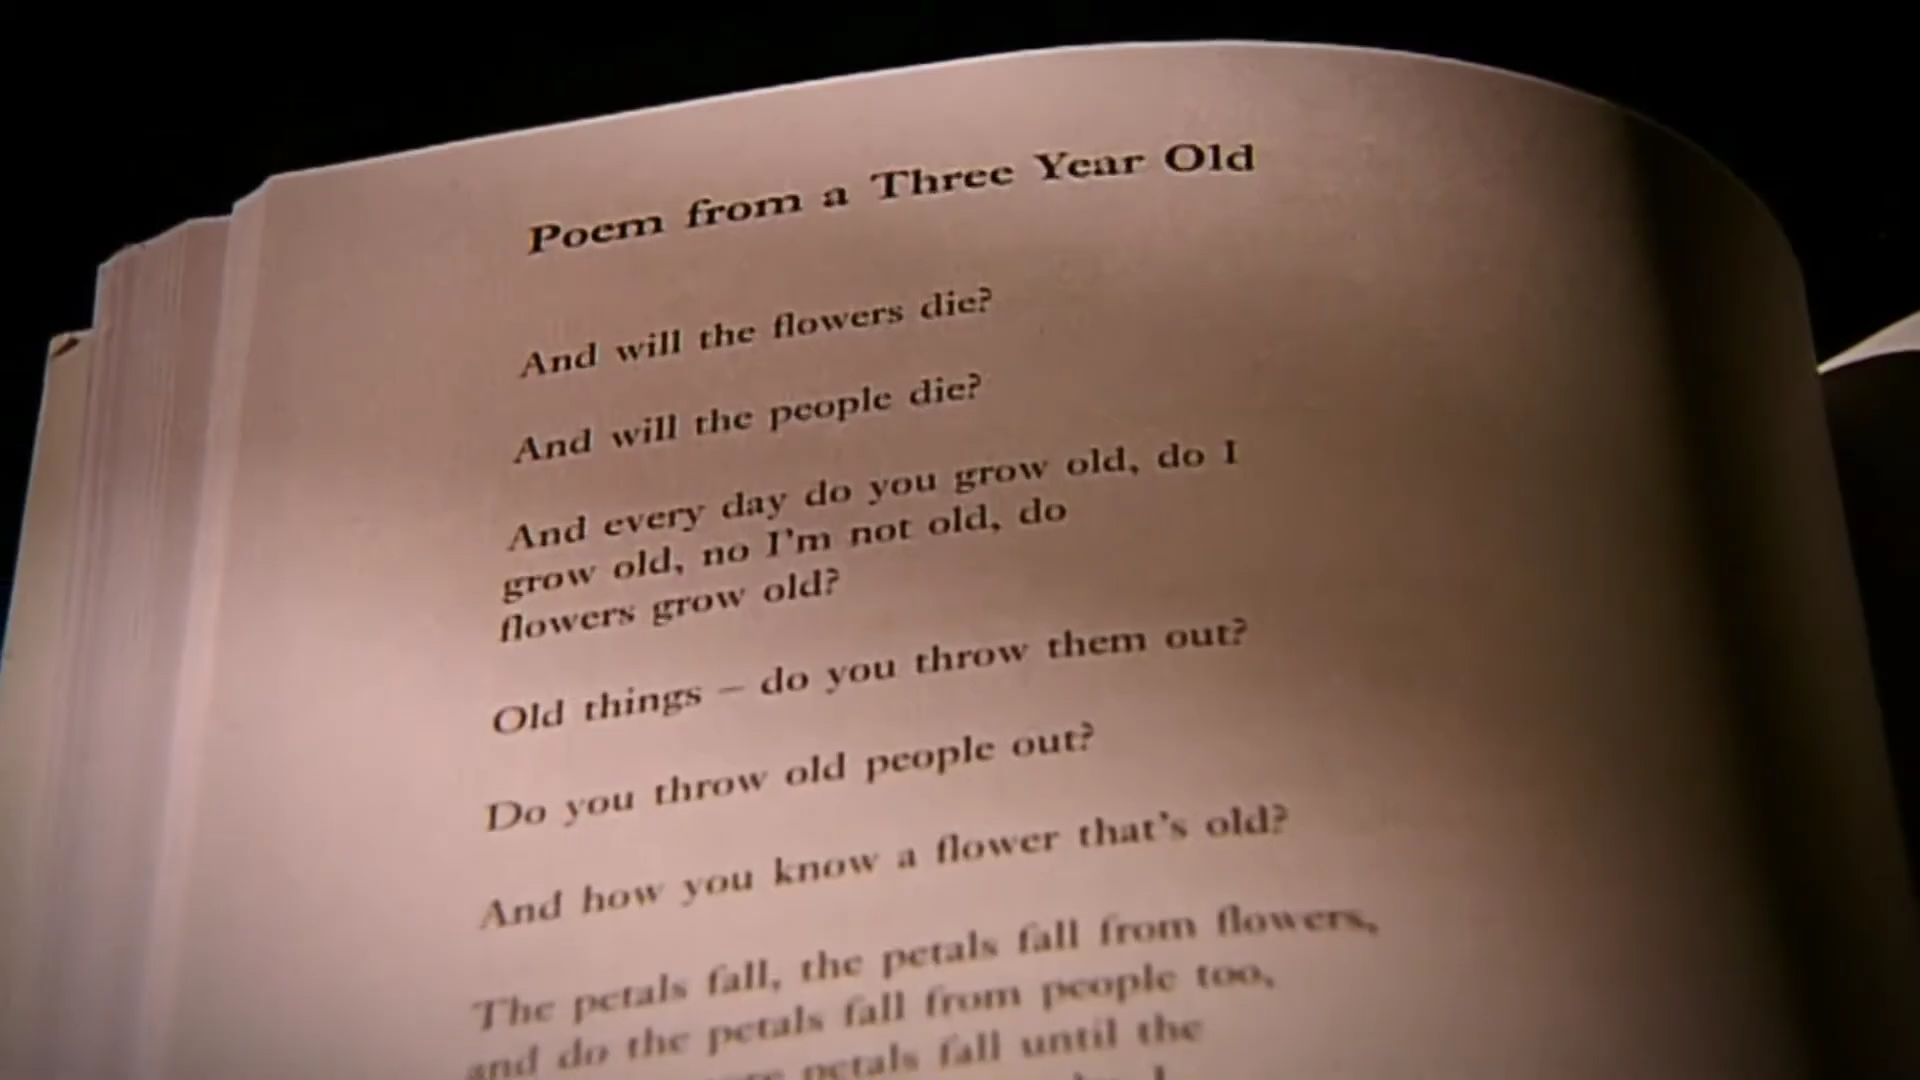 Poem from a Three Year Old
And will the flowers die?
And will the people die?
And every day do you grow old, do I
grow old, no I'm not old, do
flowers grow old?
Old things – do you throw them out?
Do you throw old people out?
And how you know a flower that's old?
The petals fall, the petals fall from flowers,
and do the petals fall from people too,
petals fall until the